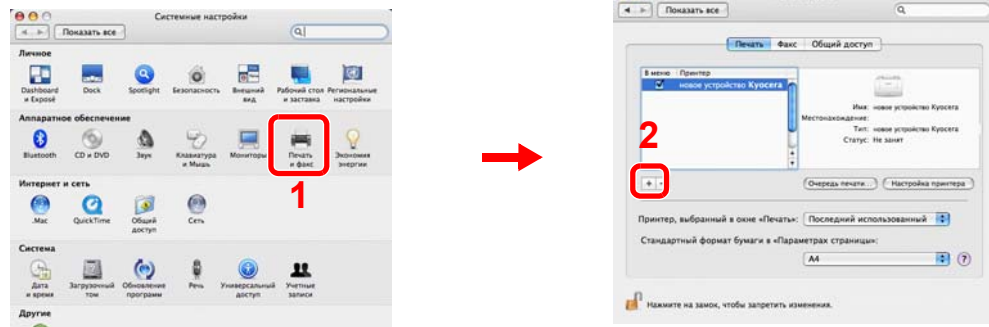 Системные настройки
Показать все
Личное
Dashboard и Exposé
Dock
Spotlight
Безопасность
Внешний вид
Рабочий стол и заставка
Региональные настройки
Аппаратное обеспечение
Bluetooth
CD и DVD
Звук
Клавиатура и Мышь
Мониторы
Печать и факс
Экономия энергии
1
Интернет и сеть
.Mac
QuickTime
Общий доступ
Сеть
Система
Дата и время
Загрузочный том
Обновление программ
Речь
Универсальный доступ
Учетные записи
Другие
Показать все
Печать Факс Общий доступ
В меню Принтер
новое устройство Kyocera
Имя: новое устройство Kyocera
Местонахождение:
Тип: новое устройство Kyocera
Статус: Не занят
2
+
Очередь печати... Настройка принтера
Принтер, выбранный в окне «Печать»: Последний использованный
Стандартный формат бумаги в «Параметрах страницы»:
A4 ?
Нажмите на замок, чтобы запретить изменения.